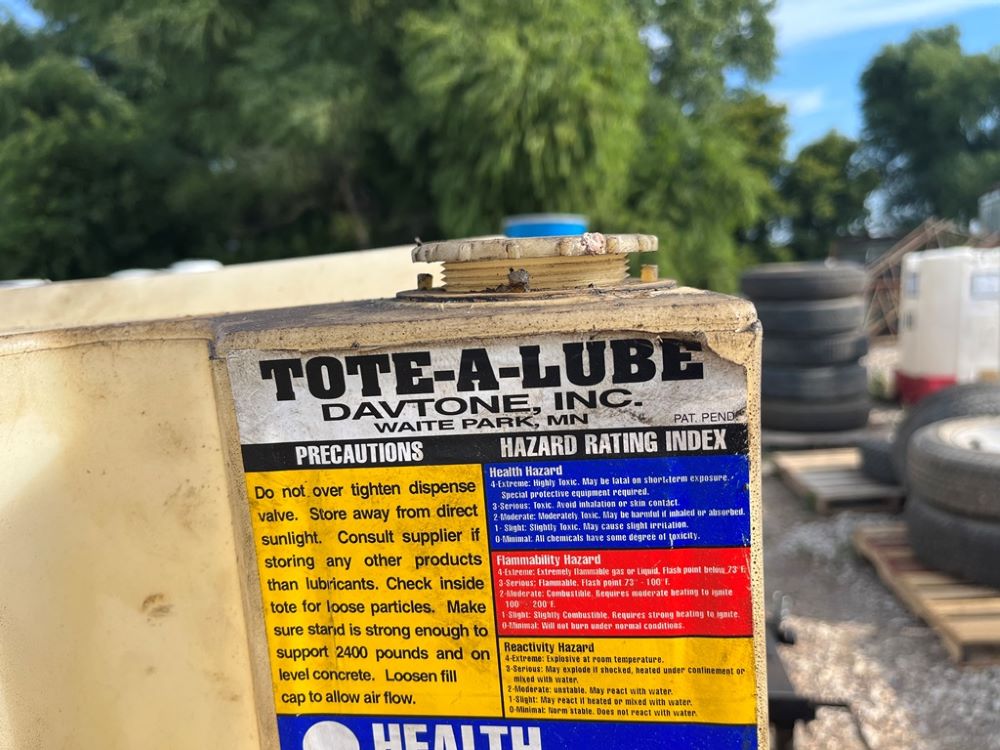 TOTE-A-LUBE
DAVTONE, INC.
WAITE PARK, MN
PAT. PEND.
PRECAUTIONS
Do not over tighten dispense
valve. Store away from direct
sunlight. Consult supplier if
storing any other products
than lubricants. Check inside
tote for loose particles. Make
sure stand is strong enough to
support 2400 pounds and on
level concrete. Loosen fill
cap to allow air flow.
HAZARD RATING INDEX
Health Hazard
4-Extreme: Highly Toxic. May be fatal on short-term exposure.
Special protective equipment required.
3-Serious: Toxic. Avoid inhalation or skin contact.
2-Moderate: Moderately Toxic. May be harmful if inhaled or absorbed.
1- Slight: Slightly Toxic. May cause slight irritation.
0-Minimal: All chemicals have some degree of toxicity.
Flammability Hazard
4-Extreme: Extremely flammable gas or Liquid. Flash point below 73°F.
3-Serious: Flammable. Flash point 73° - 100°F.
2-Moderate: Combustible. Requires moderate heating to ignite
100° - 200°F.
1-Slight: Slightly Combustible. Requires strong heating to ignite.
0-Minimal: Will not burn under normal conditions.
Reactivity Hazard
4-Extreme: Explosive at room temperature.
3-Serious: May explode if shocked, heated under confinement or
mixed with water.
2-Moderate: unstable. May react with water.
1-Slight: May react if heated or mixed with water.
0-Minimal: Norm stable. Does not react with water.
HEALTH